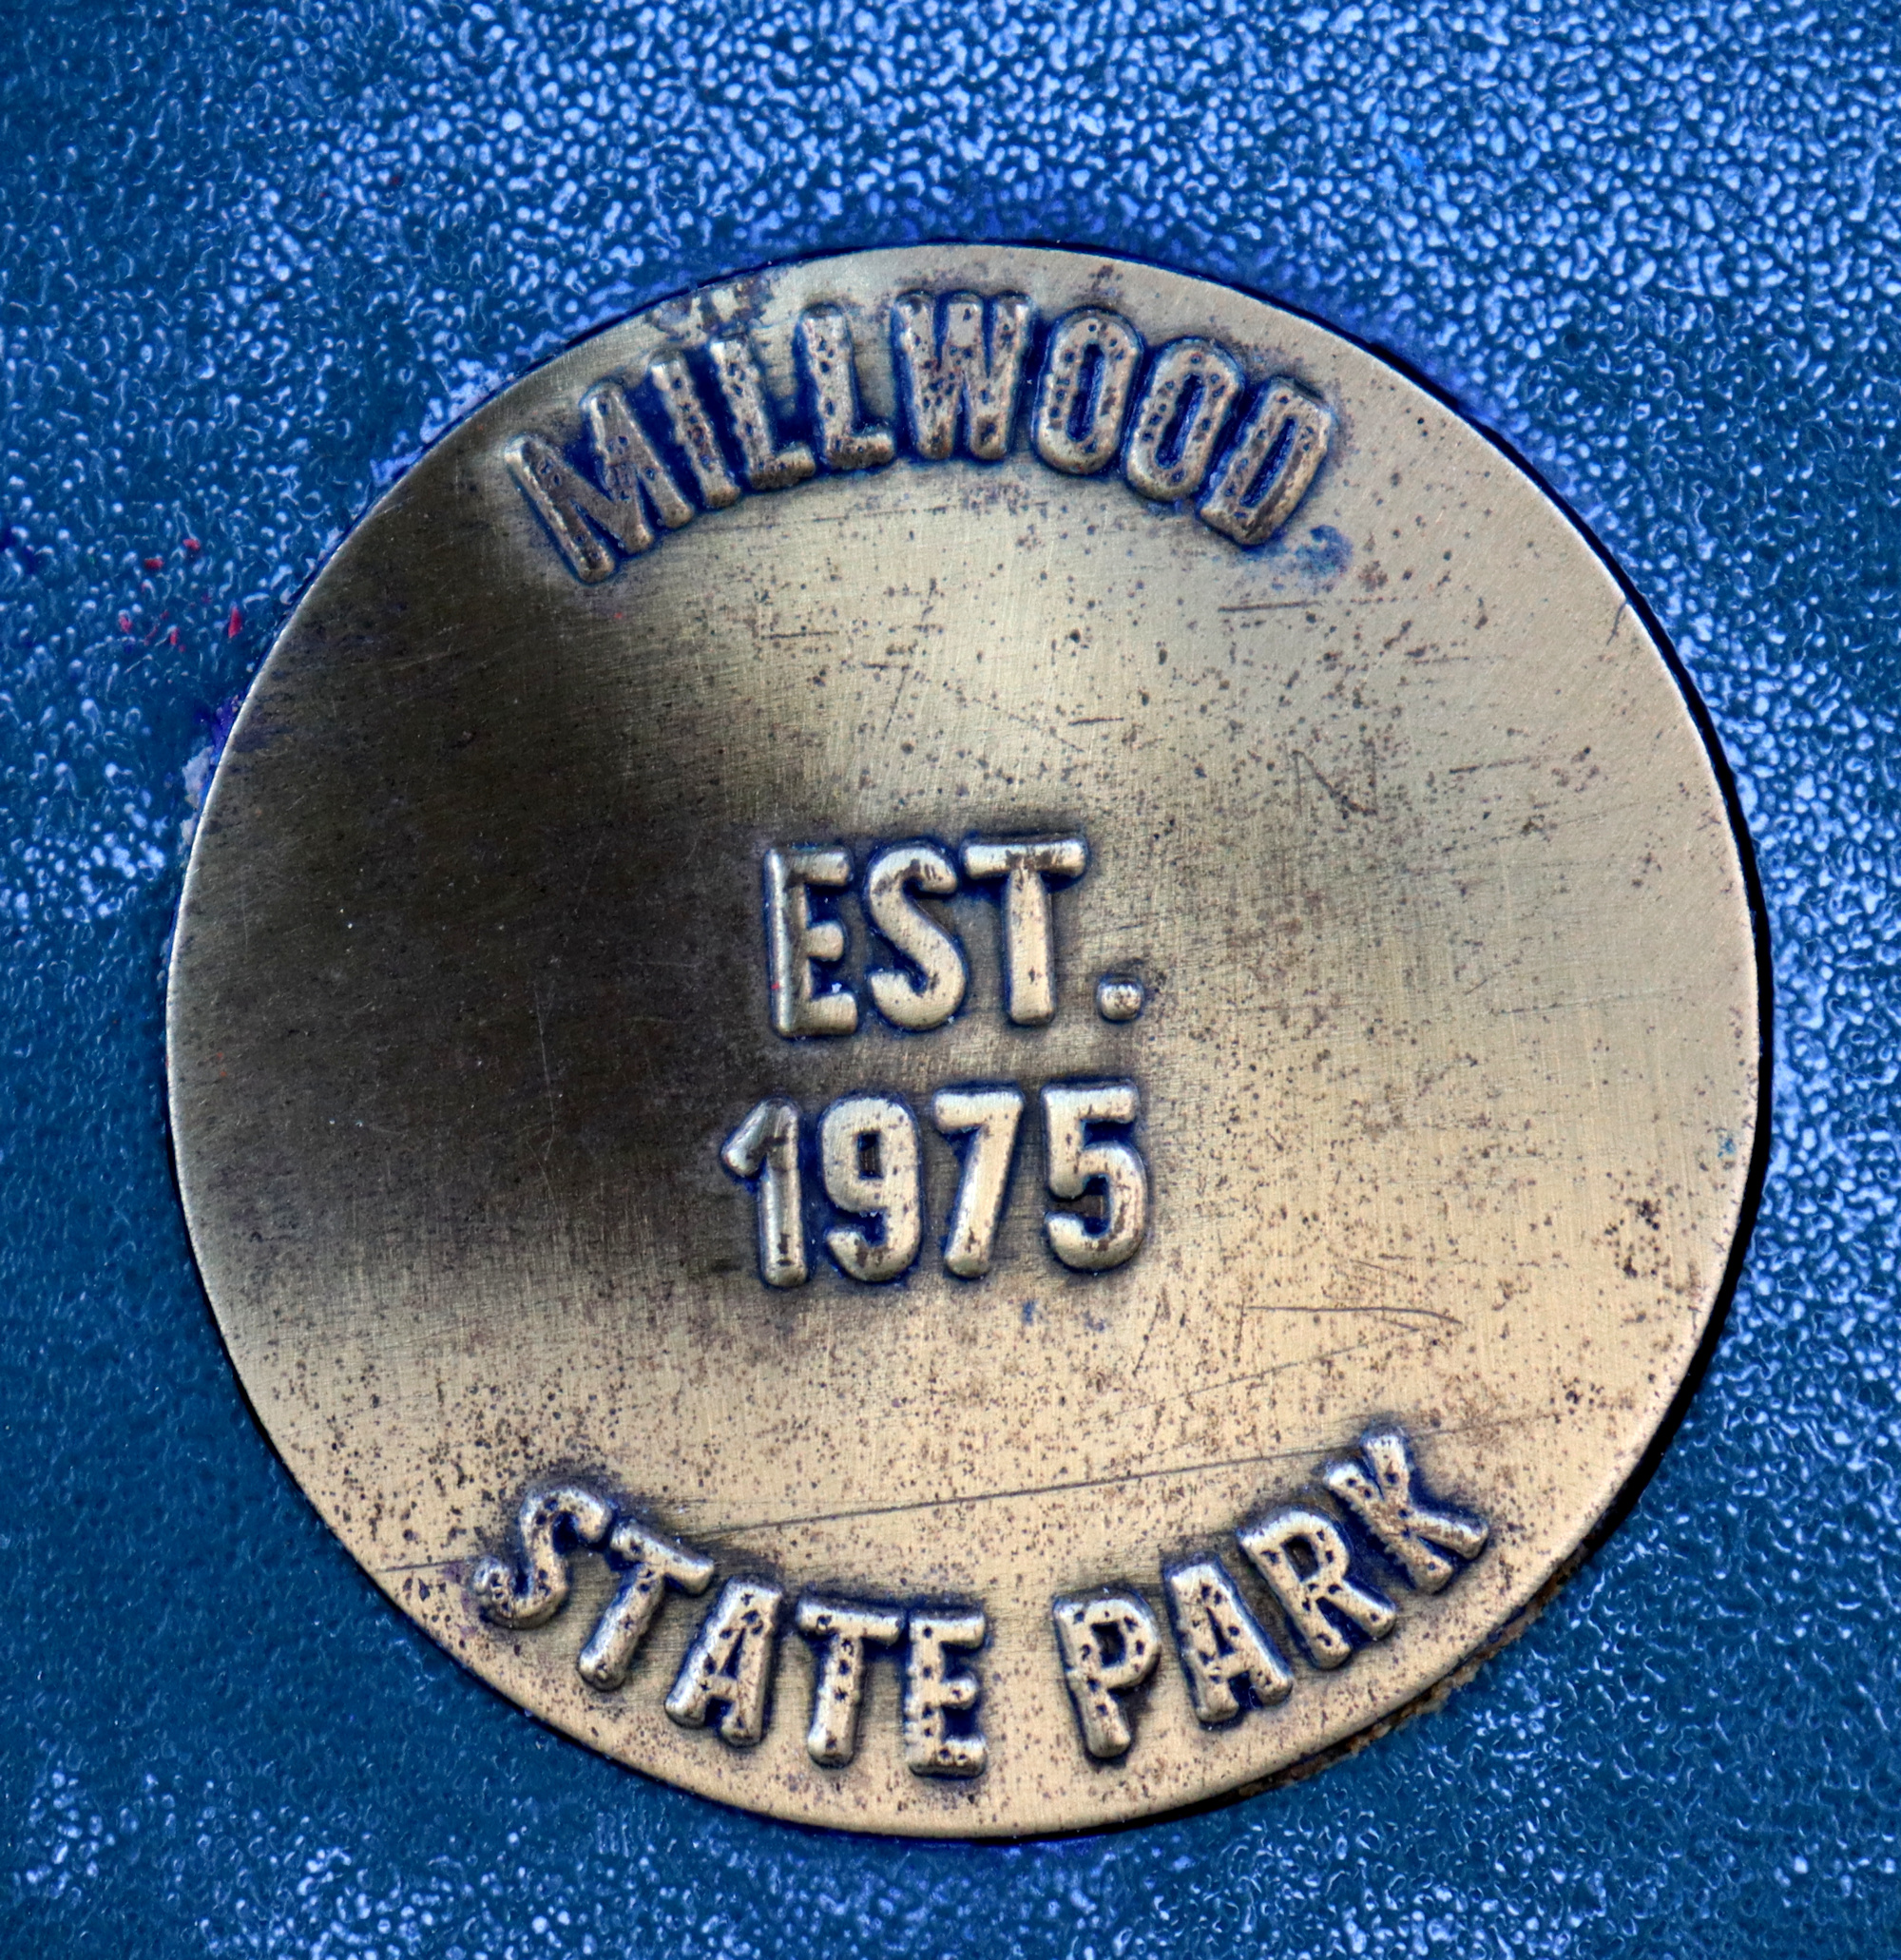 MILLWOOD
EST.
1975
STATE PARK